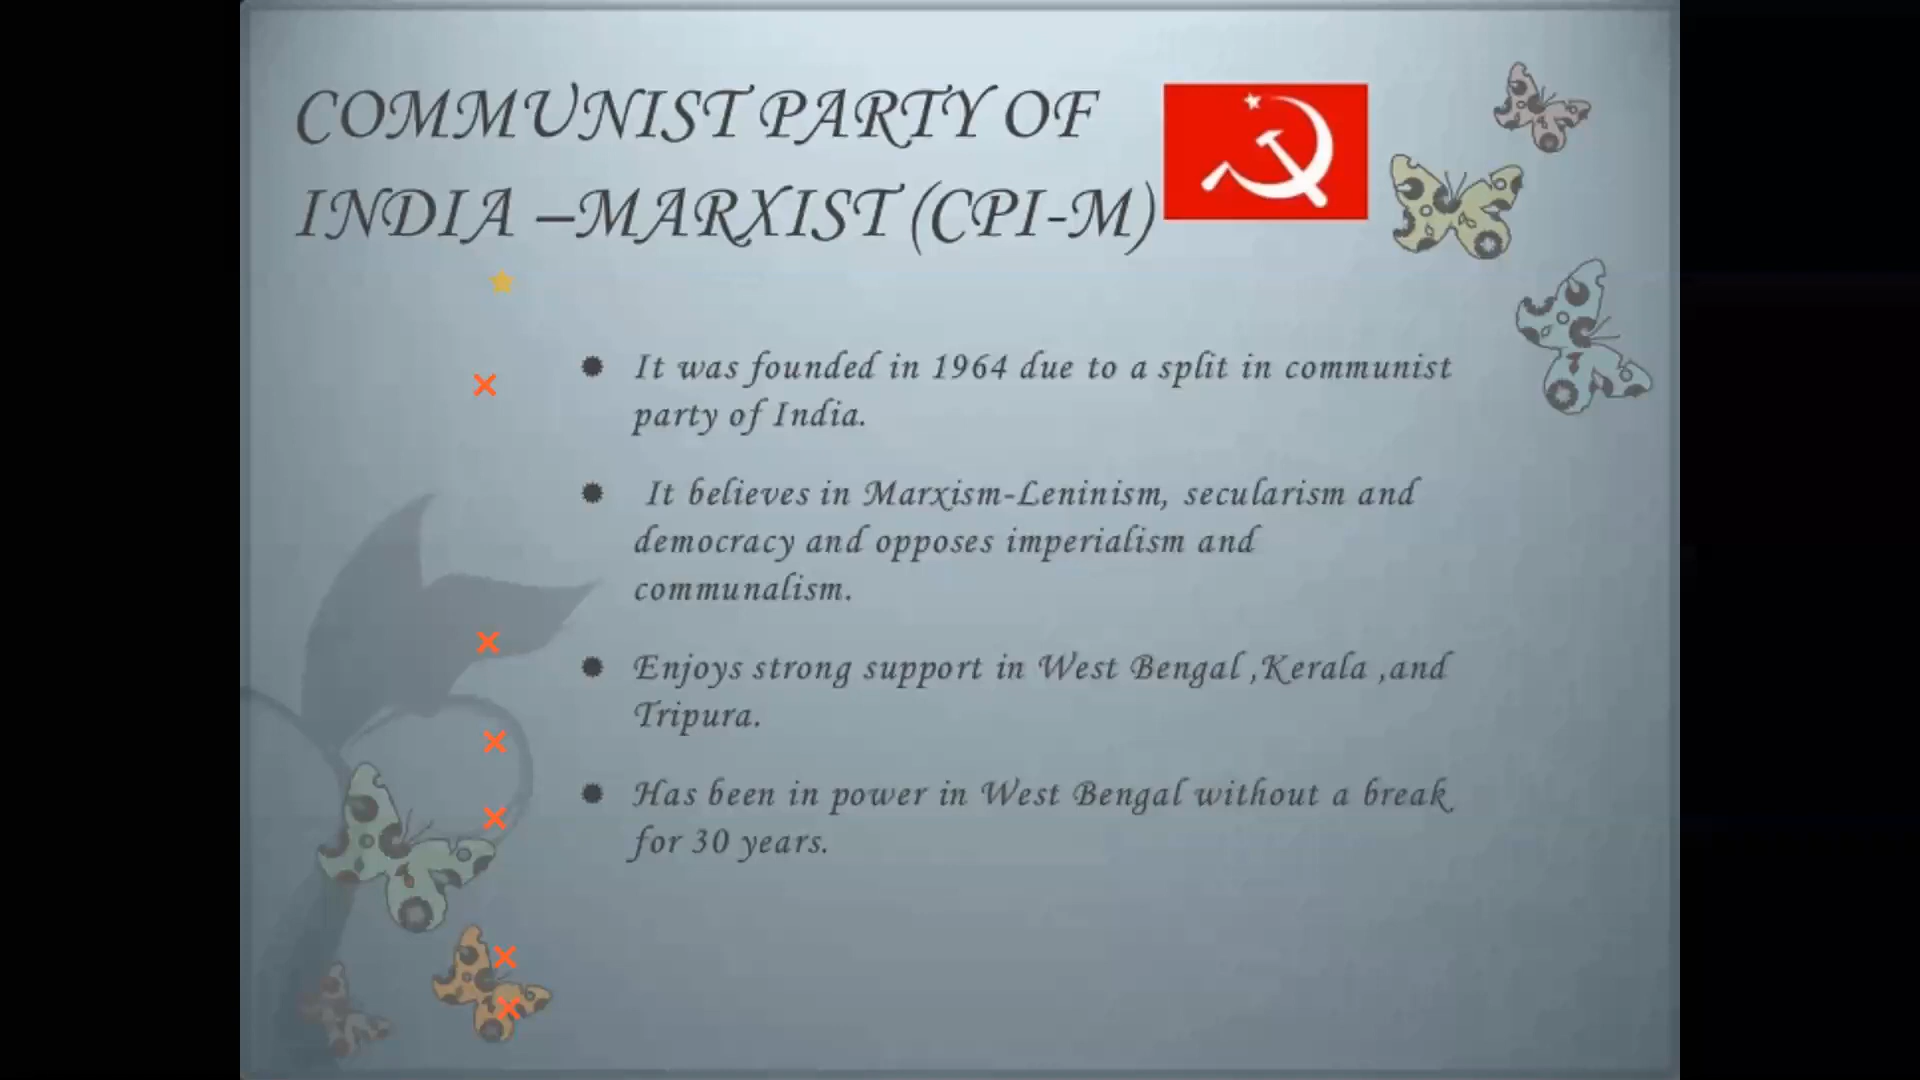 COMMUNIST PARTY OF
INDIA –MARXIST (CPI-M)
It was founded in 1964 due to a split in communist
party of India.
It believes in Marxism-Leninism, secularism and
democracy and opposes imperialism and
communalism.
Enjoys strong support in West Bengal ,Kerala ,and
Tripura.
Has been in power in West Bengal without a break
for 30 years.